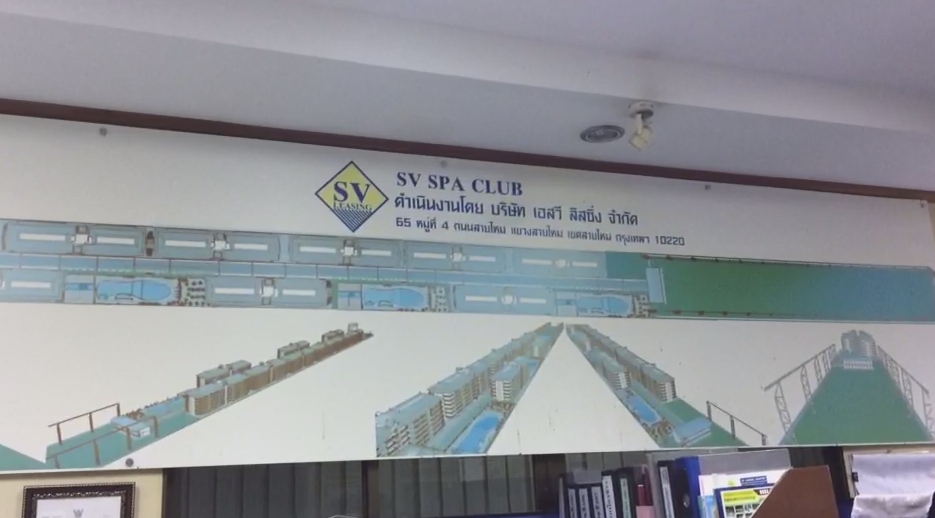 SV
LEASING
SV SPA CLUB
ดำเนินงานโดย บริษัท เอสวี ลิสซิ่ง จำกัด
65 หมู่ที่ 4 ถนนสายไหม แขวงสายไหม เขตสายไหม กรุงเทพฯ 10220